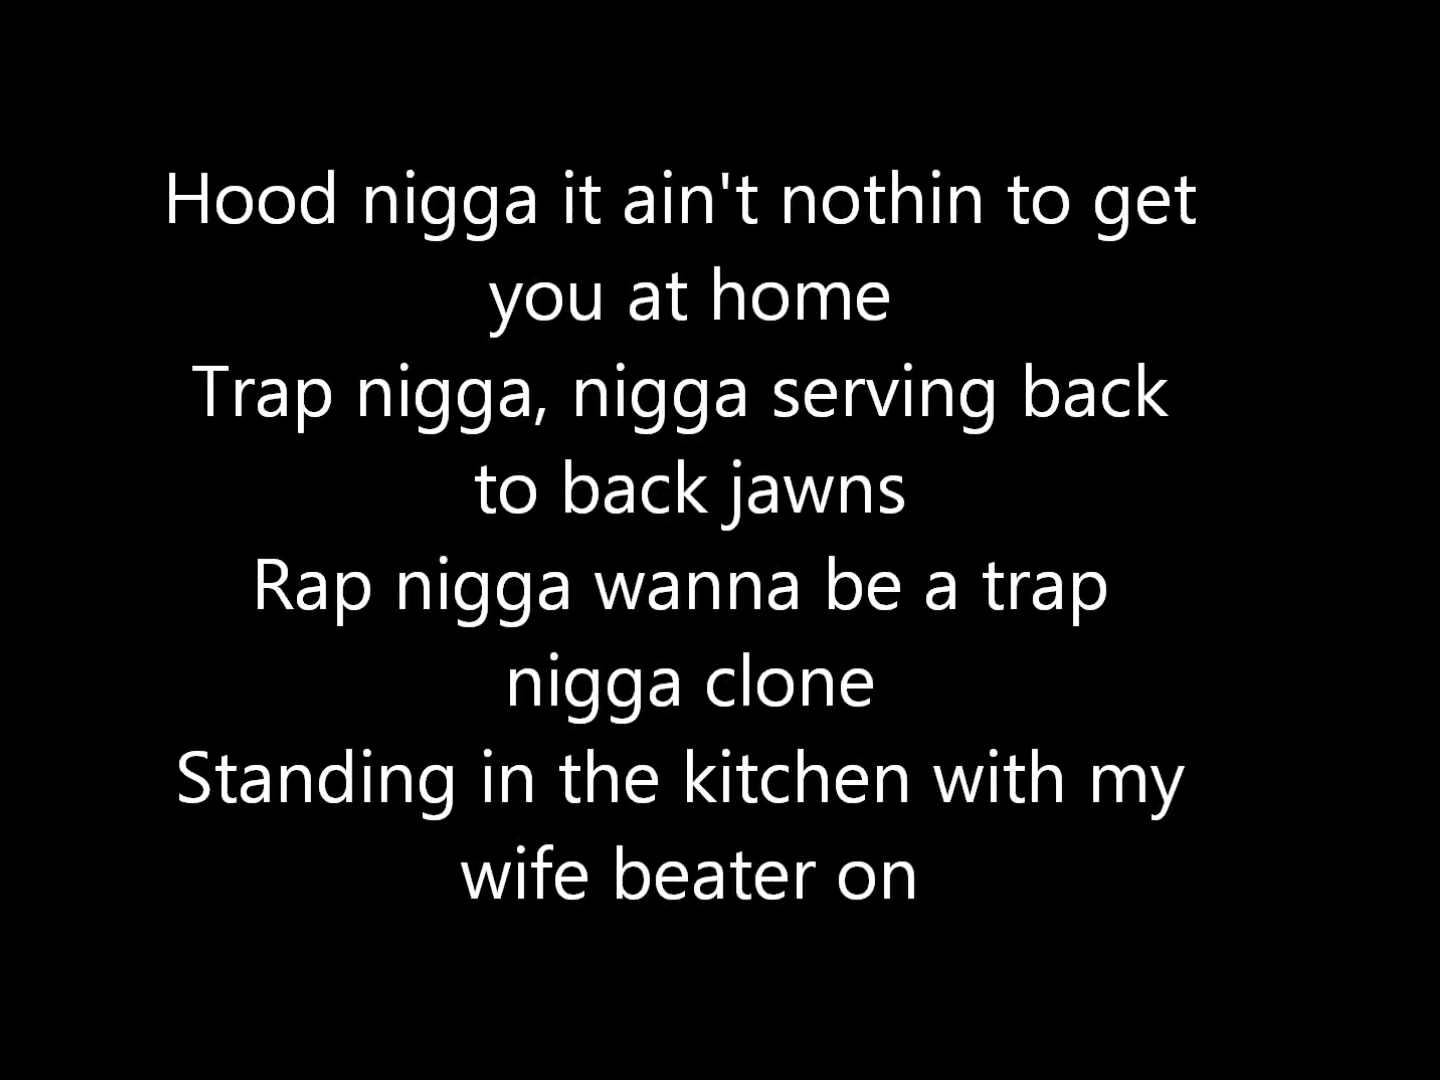 Hood nigga it ain't nothin to get
you at home
Trap nigga, nigga serving back
to back jawns
Rap nigga wanna be a trap
nigga clone
Standing in the kitchen with my
wife beater on